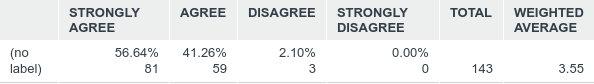 STRONGLY AGREE DISAGREE STRONGLY TOTAL WEIGHTED
AGREE DISAGREE AVERAGE
(no 56.64% 41.26% 2.10% 0.00%
label) 81 59 3 0 143 3.55